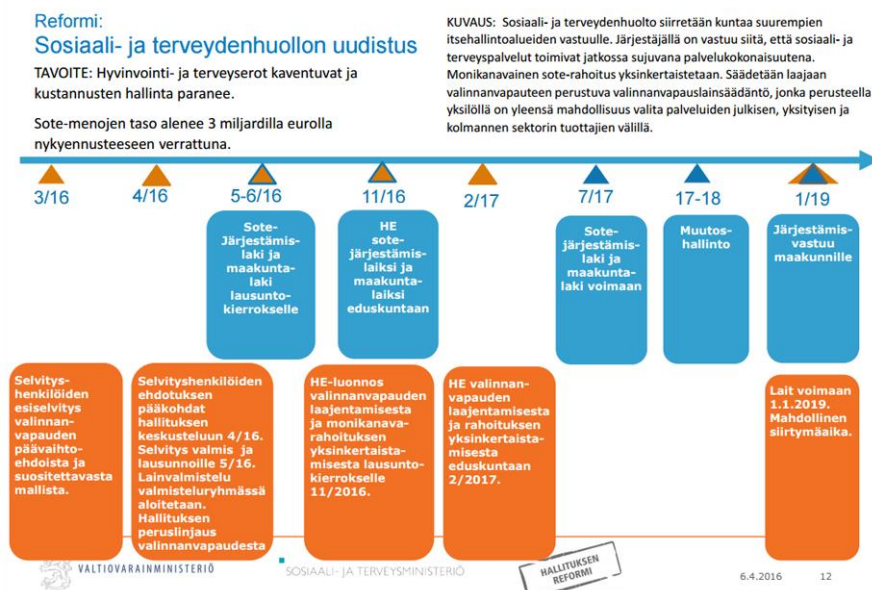 Reformi:
Sosiaali- ja terveydenhuollon uudistus
TAVOITE: Hyvinvointi- ja terveyserot kaventuvat ja
kustannusten hallinta paranee.
Sote-menojen taso alenee 3 miljardilla eurolla
nykyennusteeseen verrattuna.
KUVAUS: Sosiaali- ja terveydenhuolto siirretään kuntaa suurempien
itsehallintoalueiden vastuulle. Järjestäjällä on vastuu siitä, että sosiaali- ja
terveyspalvelut toimivat jatkossa sujuvana palvelukokonaisuutena.
Monikanavainen sote-rahoitus yksinkertaistetaan. Säädetään laajaan
valinnanvapauteen perustuva valinnanvapauslainsäädäntö, jonka perusteella
yksilöllä on yleensä mahdollisuus valita palveluiden julkisen, yksityisen ja
kolmannen sektorin tuottajien välillä.
3/16
4/16
5-6/16
11/16
2/17
7/17
17-18
1/19
Sote-
Järjestämis-
laki ja
maakunta-
laki
lausunto-
kierrokselle
HE
sote-
järjestämis-
laiksi ja
maakunta-
laiksi
eduskuntaan
Sote-
järjestämis-
laki ja
maakunta-
laki voimaan
Muutos-
hallinto
Järjestämis-
vastuu
maakunnille
Selvitys-
henkilöiden
esiselvitys
valinnan-
vapauden
päävaihto-
ehdoista ja
suositettavasta
mallista.
Selvityshenkilöiden
ehdotuksen
pääkohdat
hallituksen
keskusteluun 4/16.
Selvitys valmis ja
lausunnoille 5/16.
Lainvalmistelu
valmisteluryhmässä
aloitetaan.
Hallituksen
peruslinjaus
valinnanvapaudesta
HE-luonnos
valinnanvapauden
laajentamisesta
ja monikanava-
rahoituksen
yksinkertaista-
misesta lausunto-
kierrokselle
11/2016.
HE valinnan-
vapauden
laajentamisesta
ja rahoituksen
yksinkertaista-
misesta
eduskuntaan
2/2017.
Lait voimaan
1.1.2019.
Mahdollinen
siirtymäaika.
VALTIOVARAINMINISTERIÖ
SOSIAALI- JA TERVEYSMINISTERIÖ
HALLITUKSEN
REFORMI
6.4.2016
12